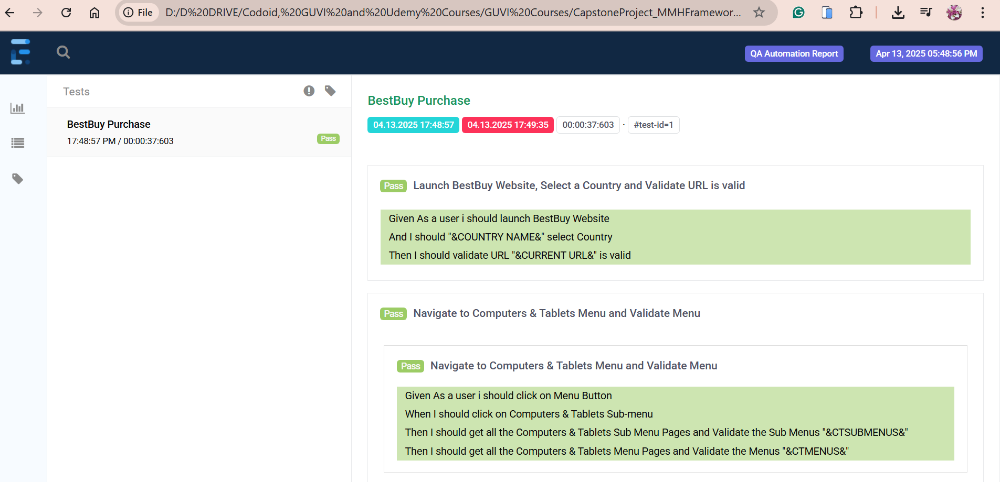 File D:/D%20DRIVE/Codoid,%20GUVI%20and%20Udemy%20Courses/GUVI%20Courses/CapstoneProject_MMHFramewor...
QA Automation Report Apr 13, 2025 05:48:56 PM
Tests
BestBuy Purchase
17:48:57 PM / 00:00:37:603 Pass
BestBuy Purchase
04.13.2025 17:48:57 04.13.2025 17:49:35 00:00:37:603 · #test-id=1
Pass Launch BestBuy Website, Select a Country and Validate URL is valid
Given As a user i should launch BestBuy Website
And I should "&COUNTRY NAME&" select Country
Then I should validate URL "&CURRENT URL&" is valid
Pass Navigate to Computers & Tablets Menu and Validate Menu
Pass Navigate to Computers & Tablets Menu and Validate Menu
Given As a user i should click on Menu Button
When I should click on Computers & Tablets Sub-menu
Then I should get all the Computers & Tablets Sub Menu Pages and Validate the Sub Menus "&CTSUBMENUS&"
Then I should get all the Computers & Tablets Menu Pages and Validate the Menus "&CTMENUS&"